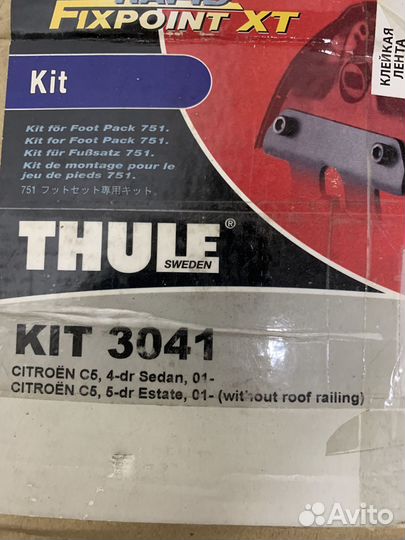 RAPID
FIXPOINT XT
Kit
КЛЕЙКАЯ
ЛЕНТА
Kit för Foot Pack 751.
Kit for Foot Pack 751.
Kit für Fußsatz 751.
Kit de montage pour le
jeu de pieds 751.
751 フットセット専用キット
THULE®
SWEDEN
KIT 3041
CITROËN C5, 4-dr Sedan, 01-
CITROËN C5, 5-dr Estate, 01- (without roof railing)
Avito